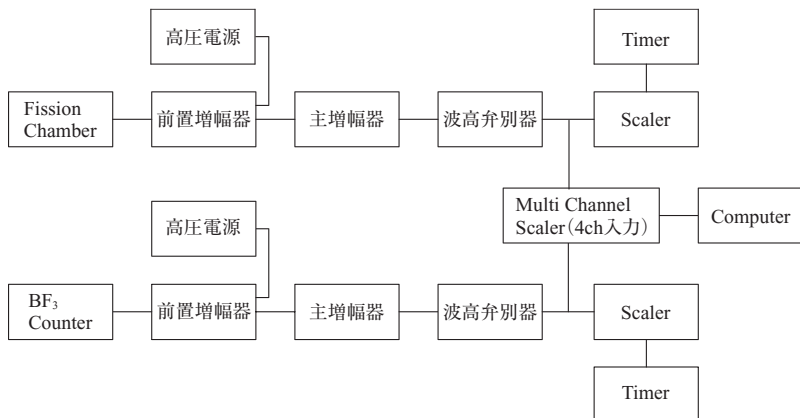 高圧電源
Timer
Fission
Chamber
前置増幅器
主増幅器
波高弁別器
Scaler
Multi Channel
Scaler(4ch入力)
Computer
高圧電源
BF₃
Counter
前置増幅器
主増幅器
波高弁別器
Scaler
Timer